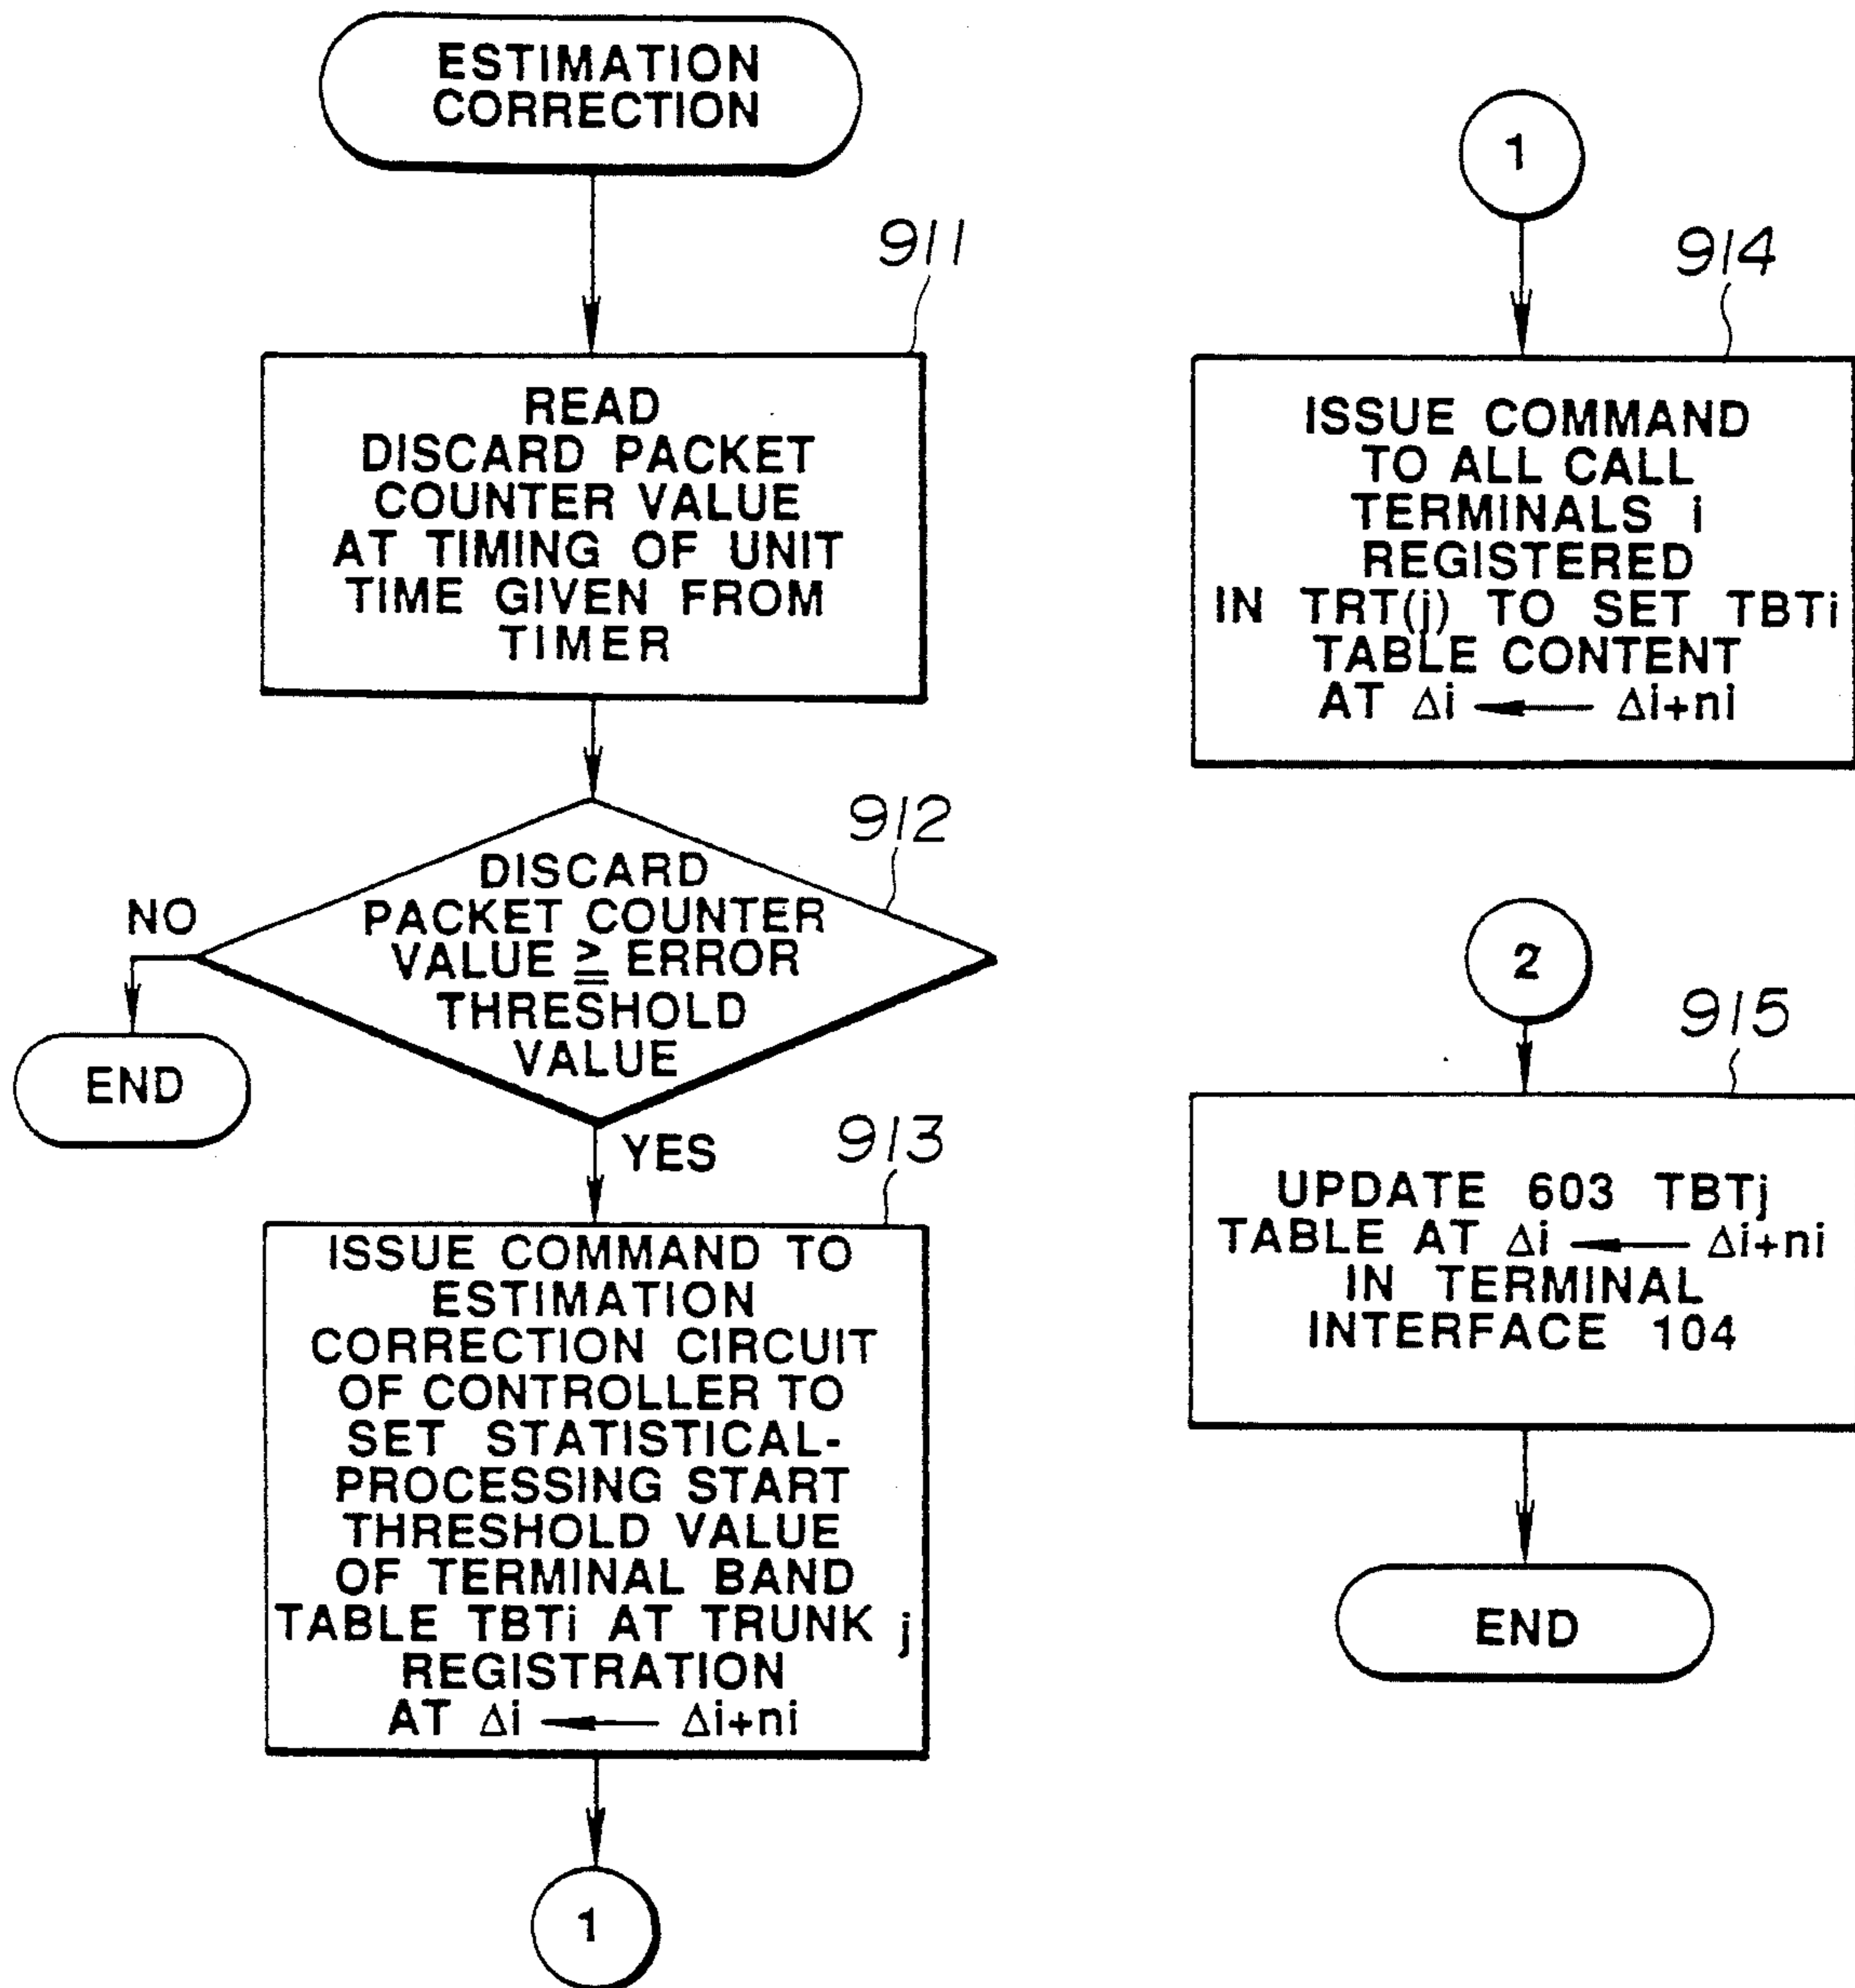 ESTIMATION
CORRECTION
911
READ
DISCARD PACKET
COUNTER VALUE
AT TIMING OF UNIT
TIME GIVEN FROM
TIMER
912
DISCARD
PACKET COUNTER
VALUE ≧ ERROR
THRESHOLD
VALUE
NO
END
YES
913
ISSUE COMMAND TO
ESTIMATION
CORRECTION CIRCUIT
OF CONTROLLER TO
SET STATISTICAL-
PROCESSING START
THRESHOLD VALUE
OF TERMINAL BAND
TABLE TBTi AT TRUNK j
REGISTRATION
AT Δi ← Δi+ni
1
1
914
ISSUE COMMAND
TO ALL CALL
TERMINALS i
REGISTERED
IN TRT(j) TO SET TBTi
TABLE CONTENT
AT Δi ← Δi+ni
2
915
UPDATE 603 TBTj
TABLE AT Δi ← Δi+ni
IN TERMINAL
INTERFACE 104
END